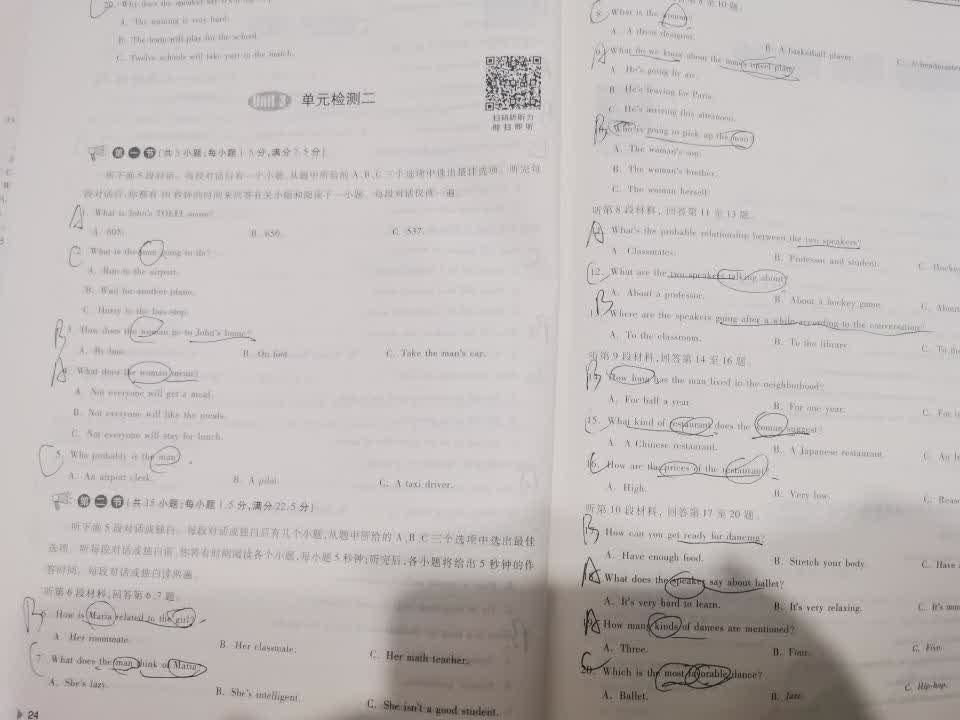 20. Why does the speaker say
A. The training is very hard.
B. The team will play for the school.
C. Twelve schools will take part in the match.
Unit 3 单元检测二
扫码听听力
即扫即听
第一节 (共5小题;每小题1.5分,满分7.5分)
听下面5段对话。每段对话后有一个小题,从题中所给的A、B、C三个选项中选出最佳选项。听完每
段对话后,你都有10秒钟的时间来回答有关小题和阅读下一小题。每段对话仅读一遍。
A 1. What is John's TOEFL score?
A. 607. B. 650. C. 537.
C 2. What is the man going to do?
A. Run to the airport.
B. Wait for another plane.
C. Hurry to the bus stop.
B 3. How does the woman go to John's home?
A. By bus. B. On foot. C. Take the man's car.
A 4. What does the woman mean?
A. Not everyone will get a meal.
B. Not everyone will like the meals.
C. Not everyone will stay for lunch.
C 5. Who probably is the man?
A. An airport clerk. B. A pilot. C. A taxi driver.
第二节 (共15小题;每小题1.5分,满分22.5分)
听下面5段对话或独白。每段对话或独白后有几个小题,从题中所给的A、B、C三个选项中选出最佳
选项。听每段对话或独白前,你将有时间阅读各个小题,每小题5秒钟;听完后,各小题将给出5秒钟的作
答时间。每段对话或独白读两遍。
听第6段材料,回答第6、7题。
B 6. How is Maria related to the girl?
A. Her roommate. B. Her classmate. C. Her math teacher.
C 7. What does the man think of Maria?
A. She's lazy. B. She's intelligent. C. She isn't a good student.
24
8至10题。
C 8. What is the woman?
A. A dress designer. B. A basketball player. C. A headmaster
A 9. What do we know about the man's travel plan?
A. He's going by air.
B. He's leaving for Paris.
C. He's arriving this afternoon.
B 10. Who is going to pick up the man?
A. The woman's son.
B. The woman's brother.
C. The woman herself.
听第8段材料,回答第11至13题。
A 11. What's the probable relationship between the two speakers?
A. Classmates. B. Professor and student. C. Hockey
C 12. What are the two speakers talking about?
A. About a professor. B. About a hockey game. C. About
B 13. Where are the speakers going after a while according to the conversation?
A. To the classroom. B. To the library. C. To the
听第9段材料,回答第14至16题。
B 14. How long has the man lived in the neighborhood?
A. For half a year. B. For one year. C. For
C 15. What kind of restaurant does the woman suggest?
A. A Chinese restaurant. B. A Japanese restaurant. C. An
C 16. How are the prices of the restaurant?
A. High. B. Very low. C. Reas
听第10段材料,回答第17至20题。
B 17. How can you get ready for dancing?
A. Have enough food. B. Stretch your body. C. Have
A 18. What does the speaker say about ballet?
A. It's very hard to learn. B. It's very relaxing. C. It's
A 19. How many kinds of dances are mentioned?
A. Three. B. Four. C. Five.
C 20. Which is the most favorable dance?
A. Ballet. B. Jazz. C. Hip-hop.